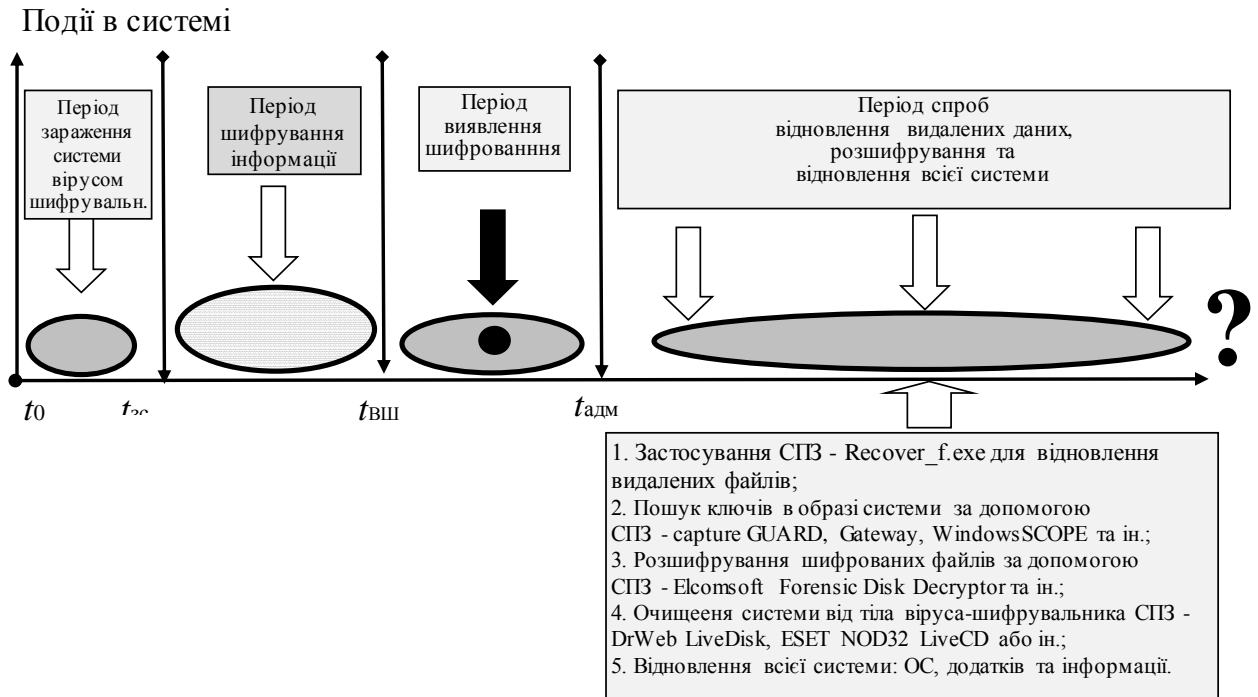 Події в системі
Період
зараження
системи
вірусом
шифрувальн.
Період
шифрування
інформації
Період
виявлення
шифрованння
Період спроб
відновлення видалених даних,
розшифрування та
відновлення всієї системи
?
t0
tВШ
tадм
1. Застосування СПЗ - Recover_f.exe для відновлення
видалених файлів;
2. Пошук ключів в образі системи за допомогою
СПЗ - capture GUARD, Gateway, WindowsSCOPE та ін.;
3. Розшифрування шифрованих файлів за допомогою
СПЗ - Elcomsoft Forensic Disk Decryptor та ін.;
4. Очищееня системи від тіла віруса-шифрувальника СПЗ -
DrWeb LiveDisk, ESET NOD32 LiveCD або ін.;
5. Відновлення всієї системи: ОС, додатків та інформації.